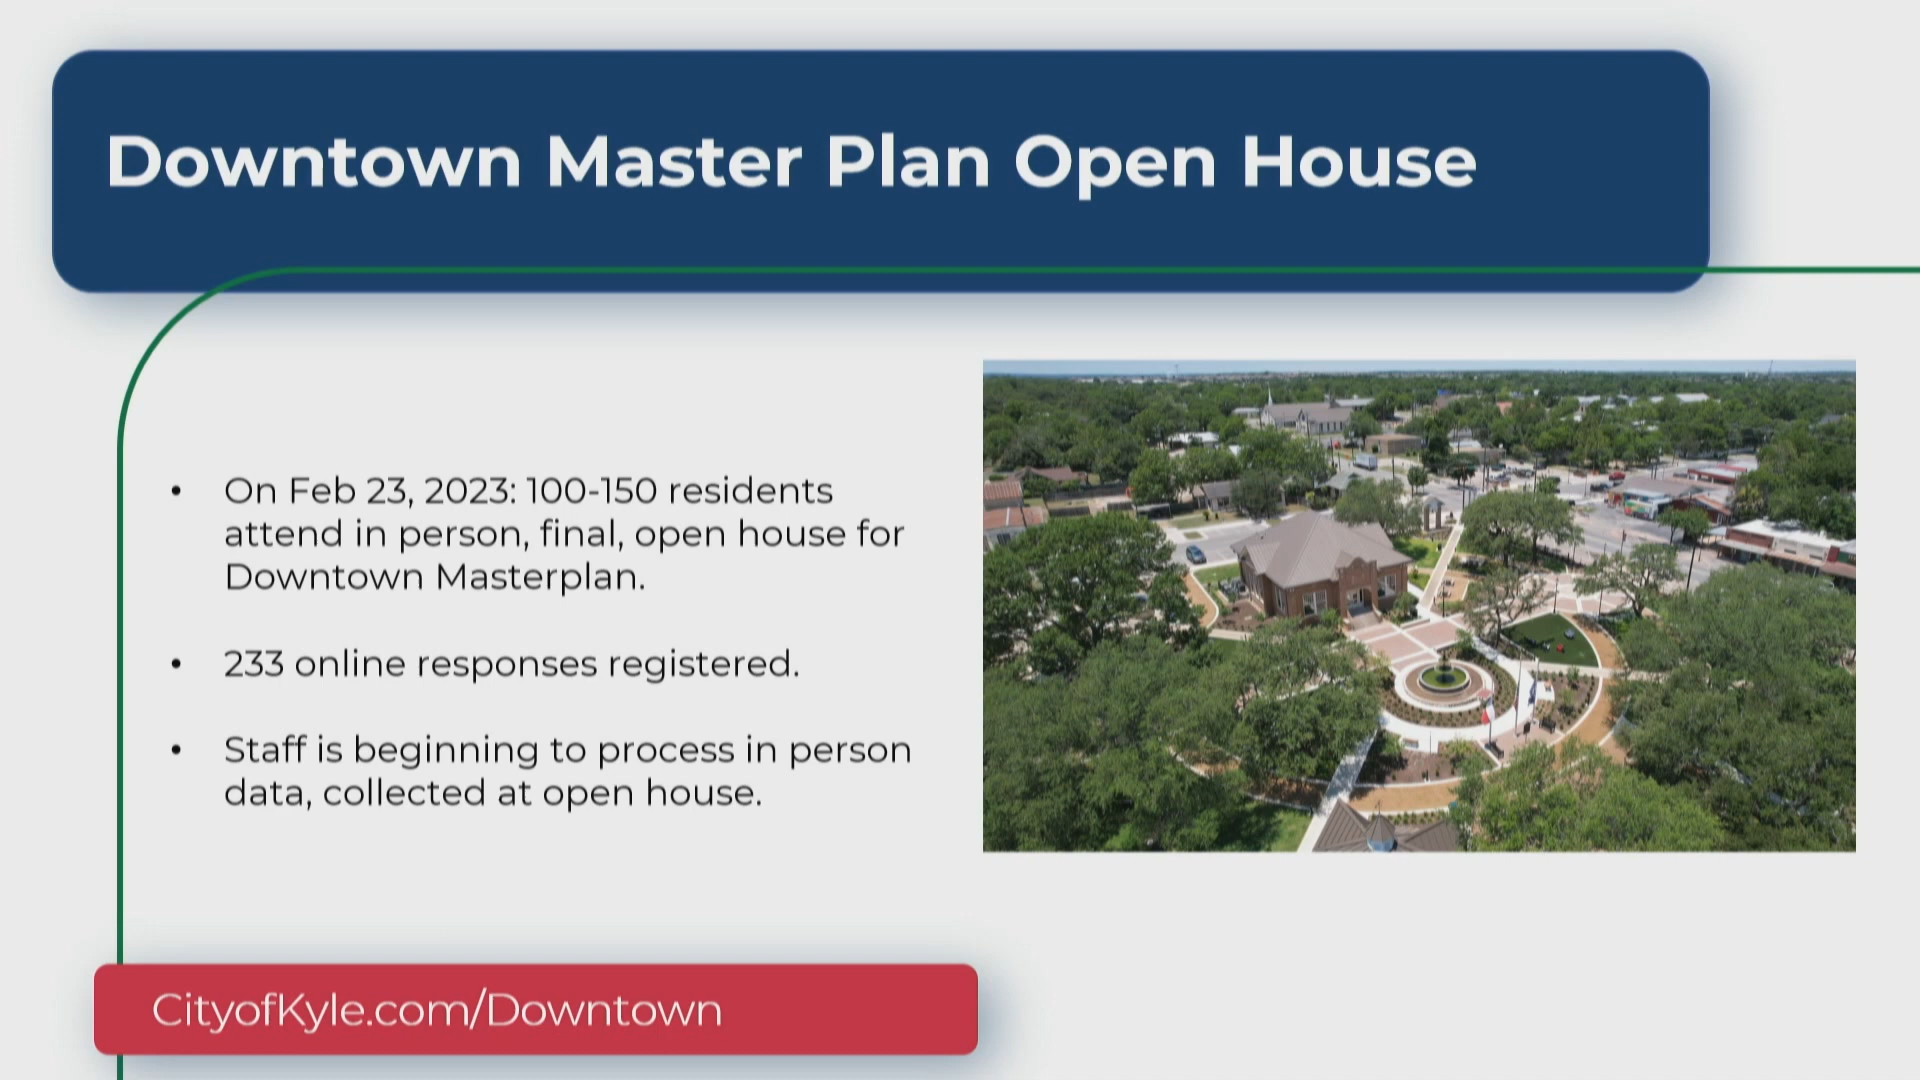 Downtown Master Plan Open House
• On Feb 23, 2023: 100-150 residents
attend in person, final, open house for
Downtown Masterplan.
• 233 online responses registered.
• Staff is beginning to process in person
data, collected at open house.
CityofKyle.com/Downtown